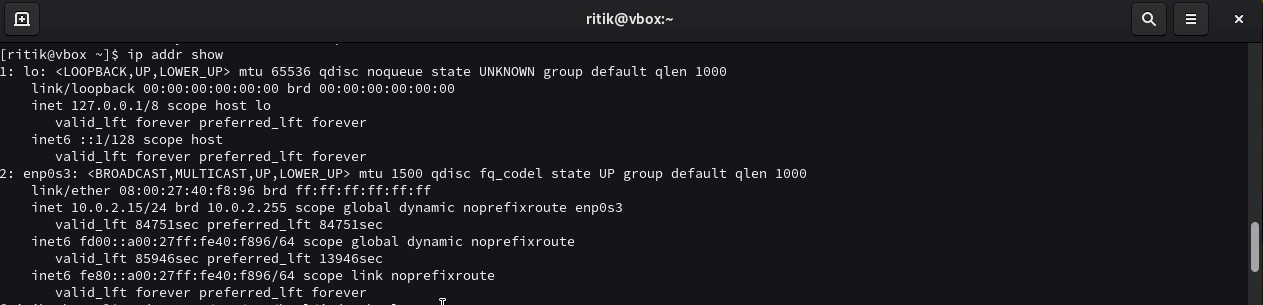 ritik@vbox:~
[ritik@vbox ~]$ ip addr show
1: lo: <LOOPBACK,UP,LOWER_UP> mtu 65536 qdisc noqueue state UNKNOWN group default qlen 1000
    link/loopback 00:00:00:00:00:00 brd 00:00:00:00:00:00
    inet 127.0.0.1/8 scope host lo
       valid_lft forever preferred_lft forever
    inet6 ::1/128 scope host
       valid_lft forever preferred_lft forever
2: enp0s3: <BROADCAST,MULTICAST,UP,LOWER_UP> mtu 1500 qdisc fq_codel state UP group default qlen 1000
    link/ether 08:00:27:40:f8:96 brd ff:ff:ff:ff:ff:ff
    inet 10.0.2.15/24 brd 10.0.2.255 scope global dynamic noprefixroute enp0s3
       valid_lft 84751sec preferred_lft 84751sec
    inet6 fd00::a00:27ff:fe40:f896/64 scope global dynamic noprefixroute
       valid_lft 85946sec preferred_lft 13946sec
    inet6 fe80::a00:27ff:fe40:f896/64 scope link noprefixroute
       valid_lft forever preferred_lft forever